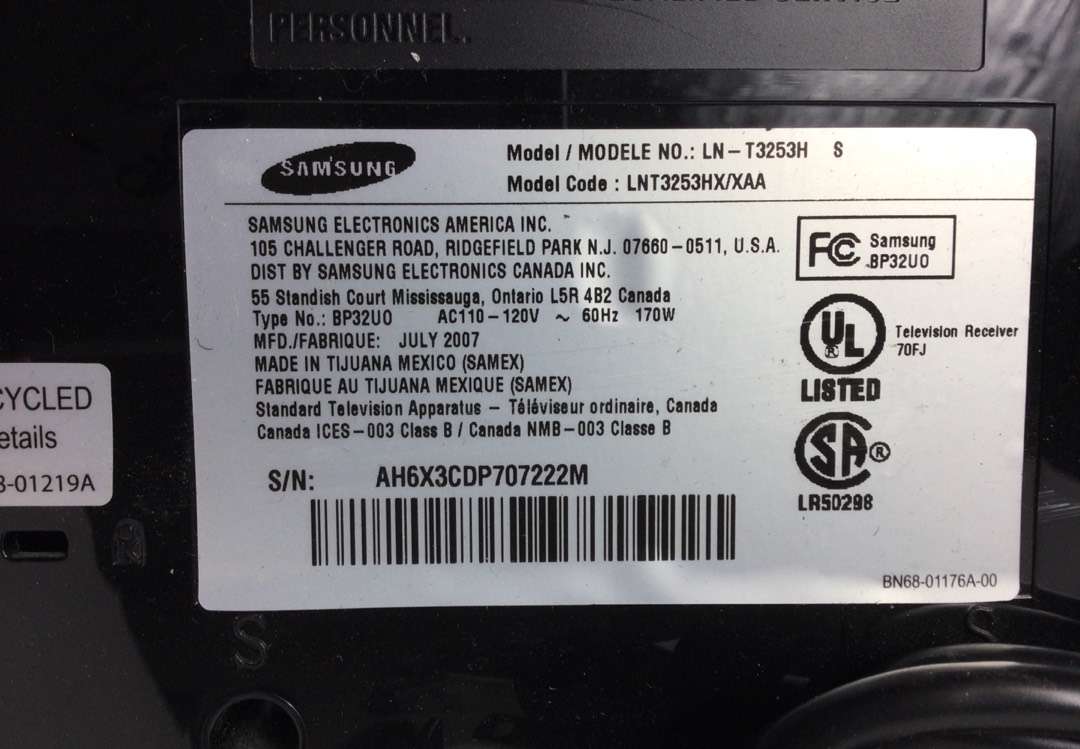 PERSONNEL.
SAMSUNG
Model / MODELE NO.: LN-T3253H S
Model Code : LNT3253HX/XAA
SAMSUNG ELECTRONICS AMERICA INC.
105 CHALLENGER ROAD, RIDGEFIELD PARK N.J. 07660-0511, U.S.A.
DIST BY SAMSUNG ELECTRONICS CANADA INC.
55 Standish Court Mississauga, Ontario L5R 4B2 Canada
Type No.: BP32UO AC110-120V ~ 60Hz 170W
MFD./FABRIQUE: JULY 2007
MADE IN TIJUANA MEXICO (SAMEX)
FABRIQUE AU TIJUANA MEXIQUE (SAMEX)
Standard Television Apparatus - Téléviseur ordinaire, Canada
Canada ICES-003 Class B / Canada NMB-003 Classe B
S/N: AH6X3CDP707222M
FC Samsung
BP32UO
UL ® Television Receiver
70FJ
LISTED
SA ®
LR50298
BN68-01176A-00
CYCLED
etails
8-01219A
R
S
S